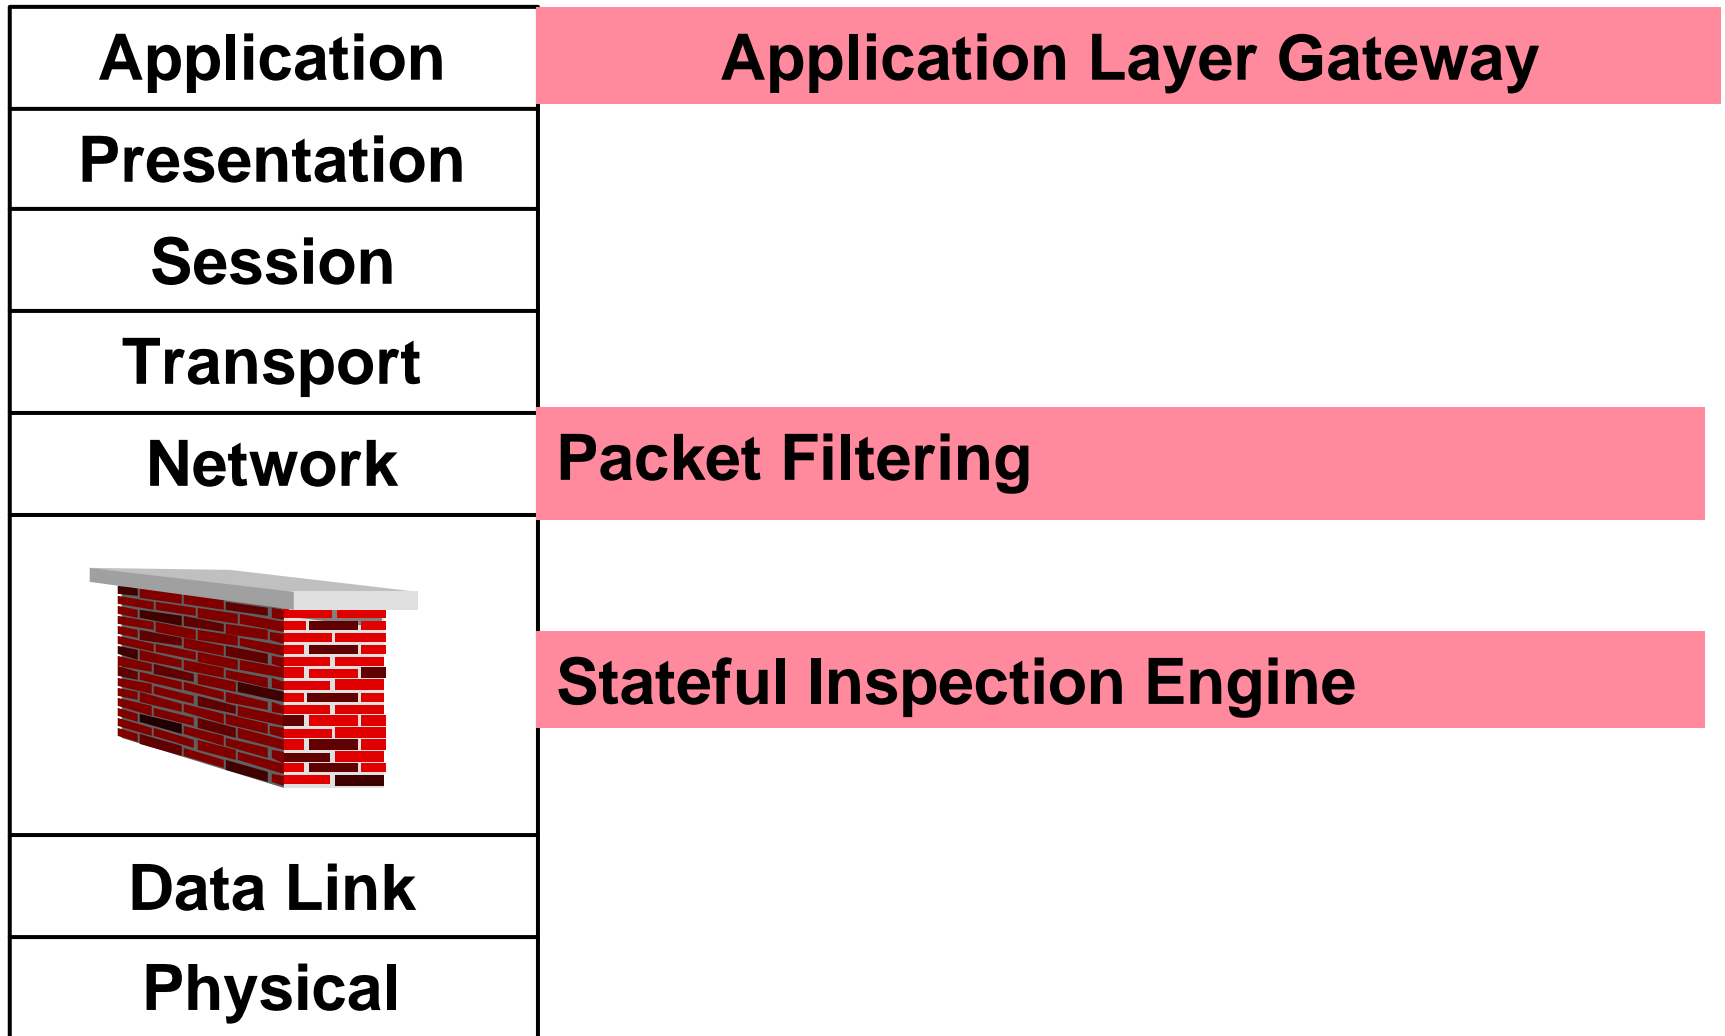 Application
Application Layer Gateway
Presentation
Session
Transport
Network
Packet Filtering
Stateful Inspection Engine
Data Link
Physical